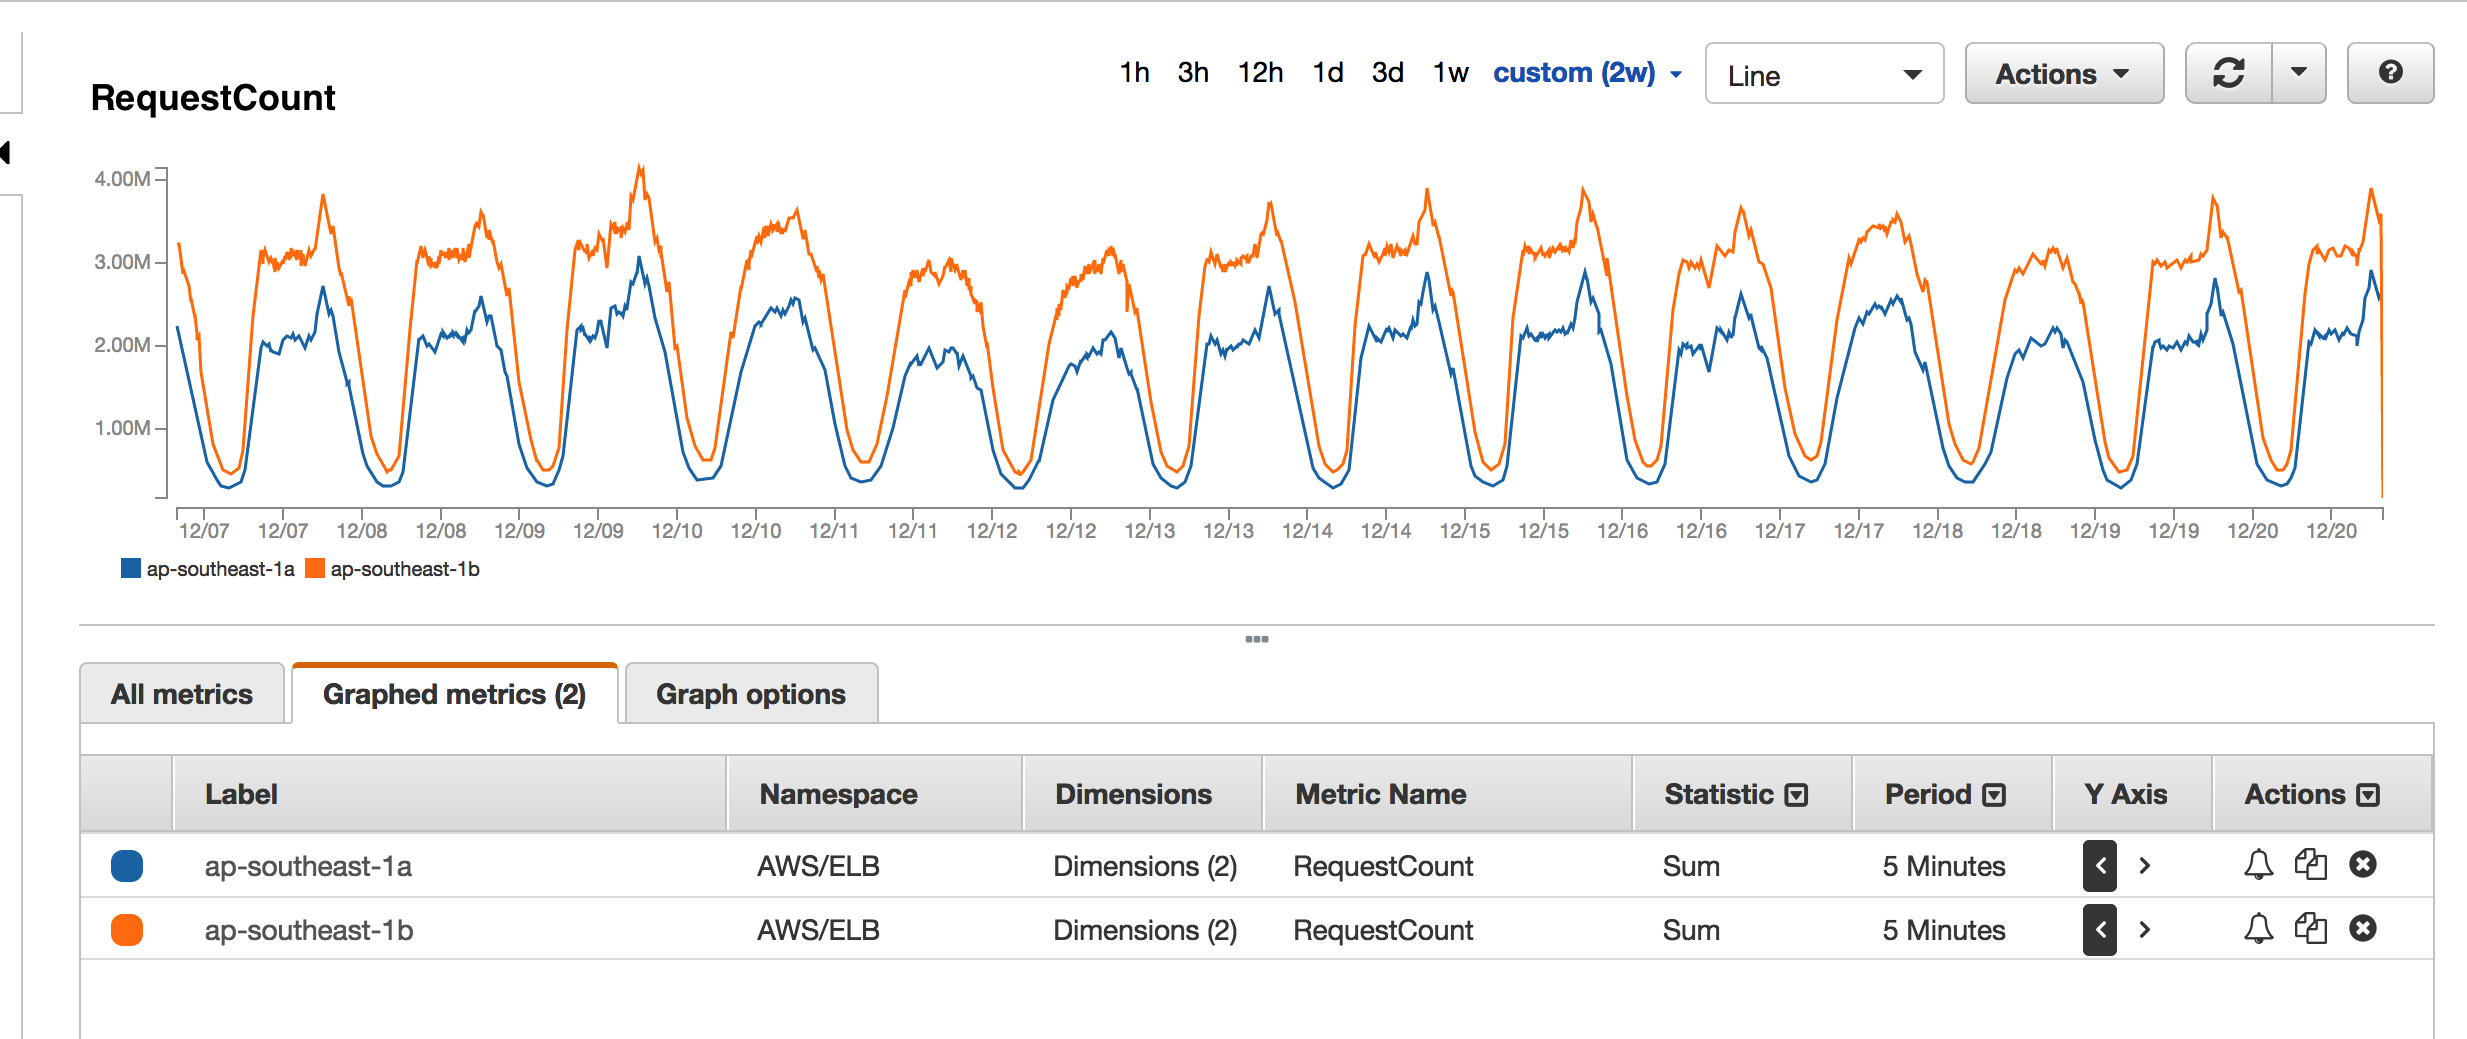 1h 3h 12h 1d 3d 1w custom (2w) Line Actions
RequestCount
4.00M
3.00M
2.00M
1.00M
12/07 12/07 12/08 12/08 12/09 12/09 12/10 12/10 12/11 12/11 12/12 12/12 12/13 12/13 12/14 12/14 12/15 12/15 12/16 12/16 12/17 12/17 12/18 12/18 12/19 12/19 12/20 12/20
ap-southeast-1a ap-southeast-1b
All metrics Graphed metrics (2) Graph options
Label Namespace Dimensions Metric Name Statistic Period Y Axis Actions
ap-southeast-1a AWS/ELB Dimensions (2) RequestCount Sum 5 Minutes
ap-southeast-1b AWS/ELB Dimensions (2) RequestCount Sum 5 Minutes